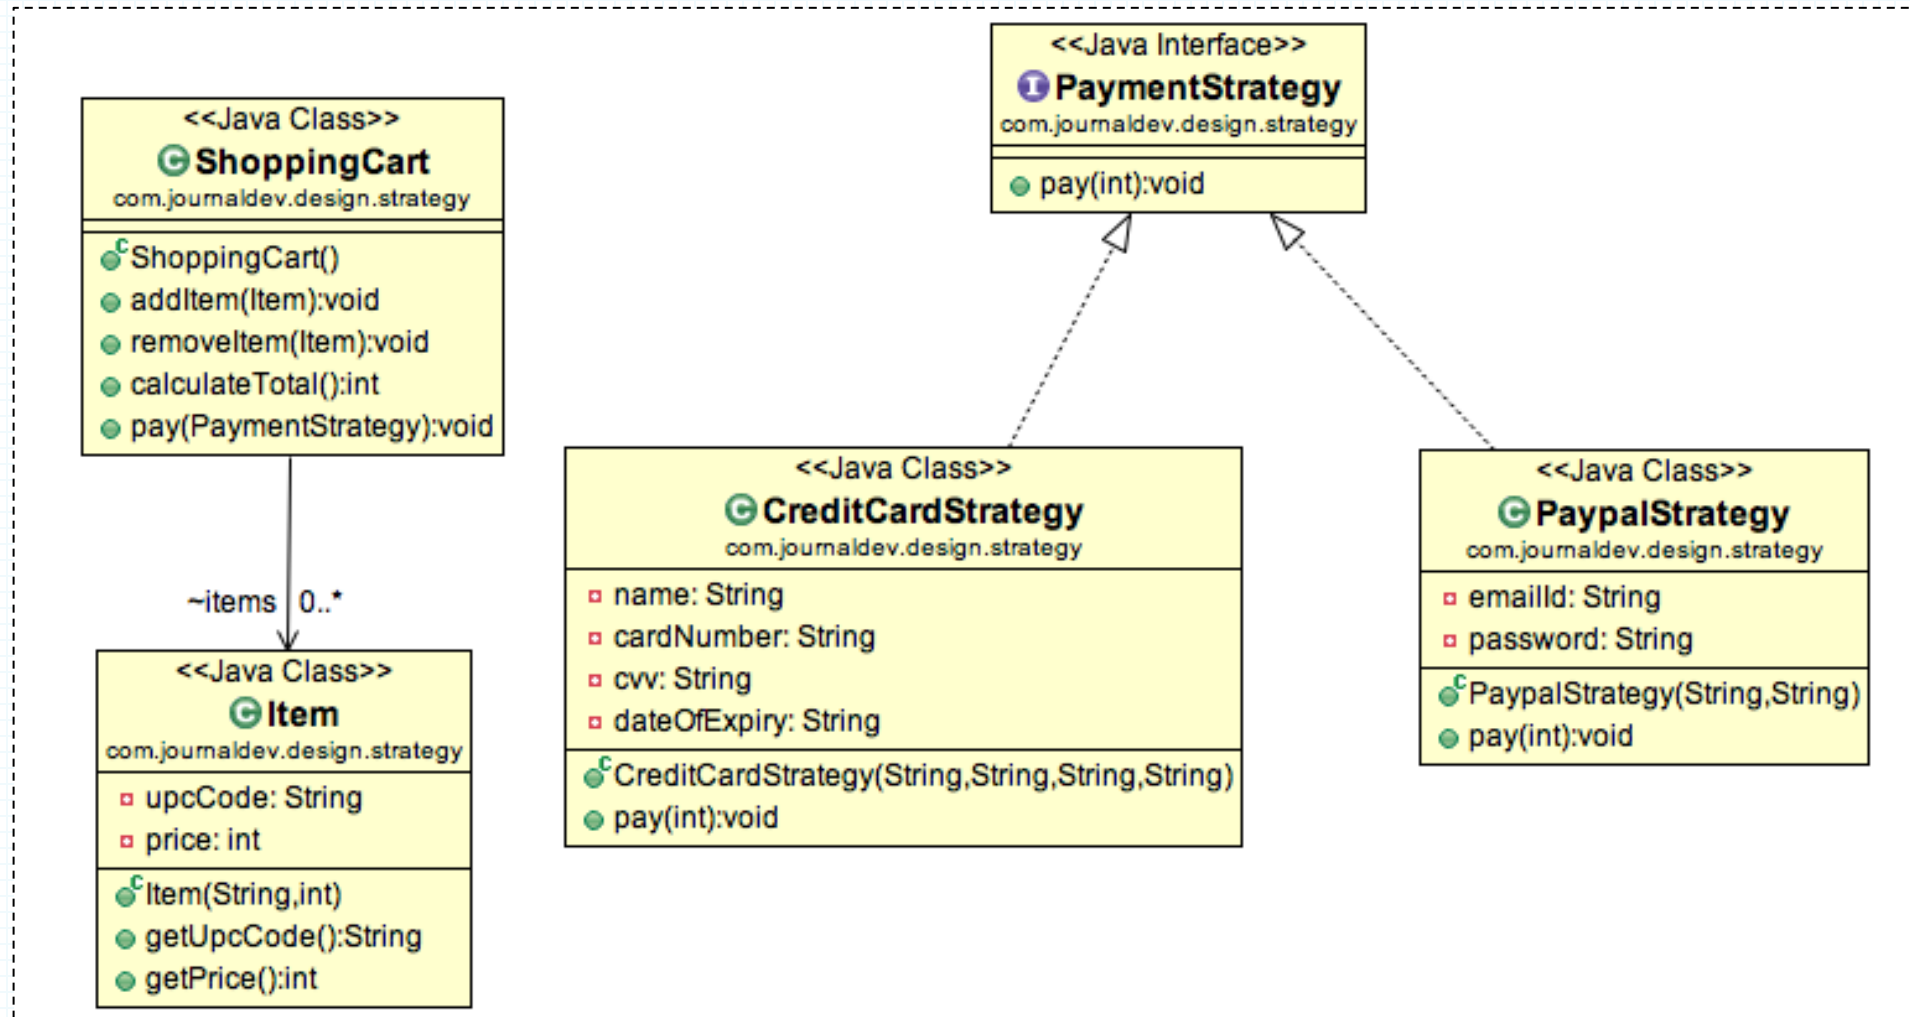 <<Java Class>>
ShoppingCart
com.journaldev.design.strategy
ShoppingCart()
addItem(Item):void
removeItem(Item):void
calculateTotal():int
pay(PaymentStrategy):void
~items 0..*
<<Java Class>>
Item
com.journaldev.design.strategy
upcCode: String
price: int
Item(String,int)
getUpcCode():String
getPrice():int
<<Java Interface>>
PaymentStrategy
com.journaldev.design.strategy
pay(int):void
<<Java Class>>
CreditCardStrategy
com.journaldev.design.strategy
name: String
cardNumber: String
cvv: String
dateOfExpiry: String
CreditCardStrategy(String,String,String,String)
pay(int):void
<<Java Class>>
PaypalStrategy
com.journaldev.design.strategy
emailId: String
password: String
PaypalStrategy(String,String)
pay(int):void